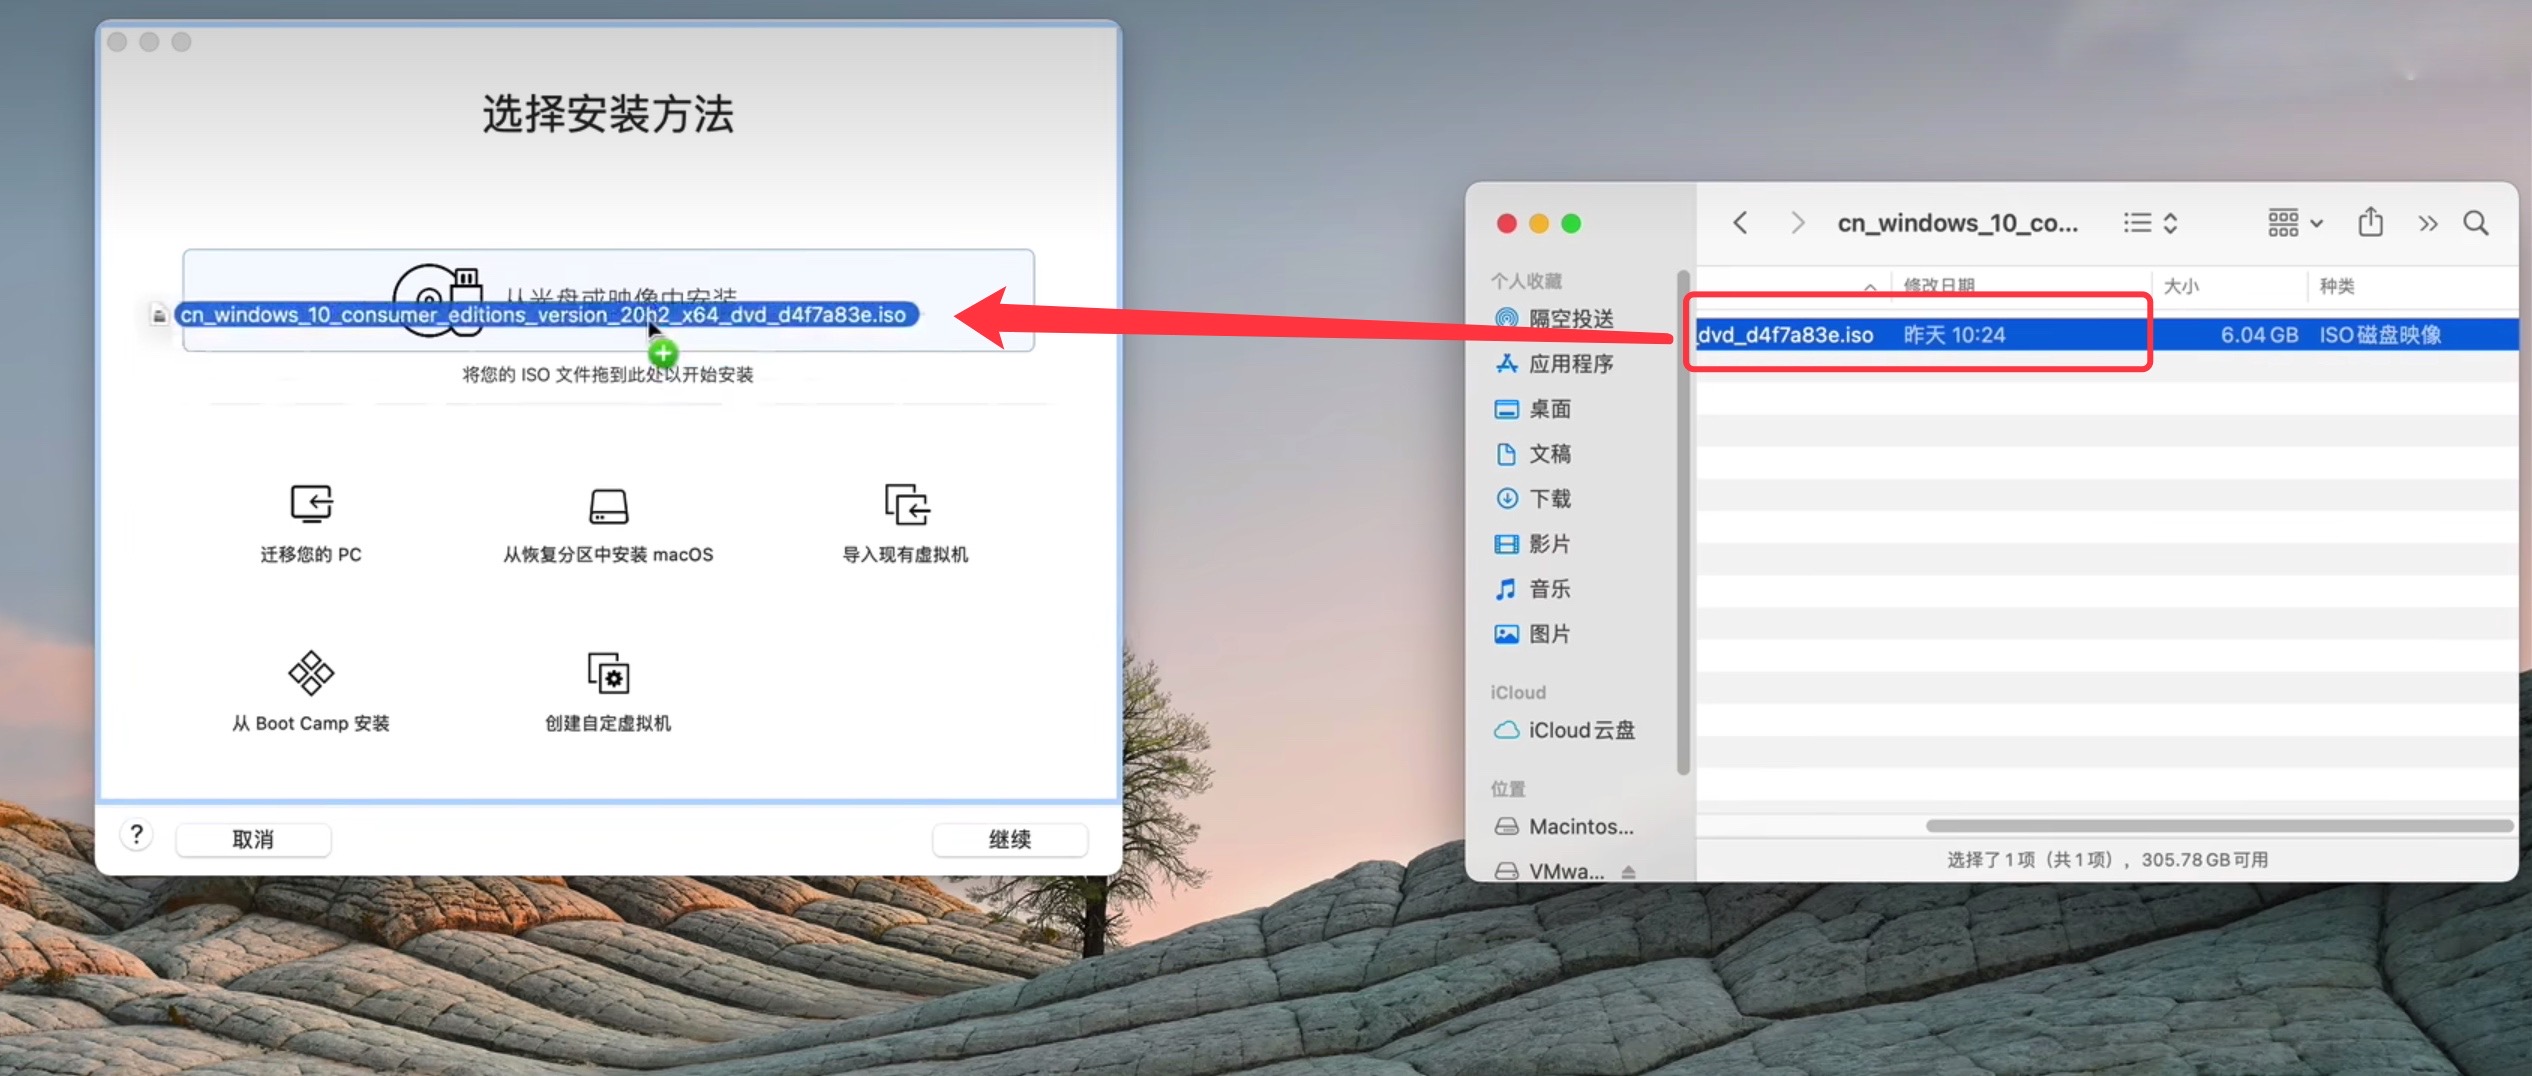 选择安装方法
从光盘或映像中安装
cn_windows_10_consumer_editions_version_20h2_x64_dvd_d4f7a83e.iso
将您的 ISO 文件拖到此处以开始安装
迁移您的 PC
从恢复分区中安装 macOS
导入现有虚拟机
从 Boot Camp 安装
创建自定虚拟机
?
取消
继续
cn_windows_10_co...
个人收藏
隔空投送
应用程序
桌面
文稿
下载
影片
音乐
图片
iCloud
iCloud云盘
位置
Macintos...
VMwa...
修改日期
大小
种类
dvd_d4f7a83e.iso
昨天 10:24
6.04 GB
ISO磁盘映像
选择了1项（共1项），305.78GB可用